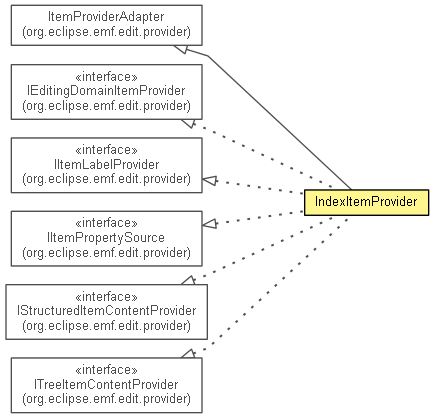 ItemProviderAdapter
(org.eclipse.emf.edit.provider)
«interface»
IEditingDomainItemProvider
(org.eclipse.emf.edit.provider)
«interface»
IItemLabelProvider
(org.eclipse.emf.edit.provider)
IndexItemProvider
«interface»
IItemPropertySource
(org.eclipse.emf.edit.provider)
«interface»
IStructuredItemContentProvider
(org.eclipse.emf.edit.provider)
«interface»
ITreeItemContentProvider
(org.eclipse.emf.edit.provider)